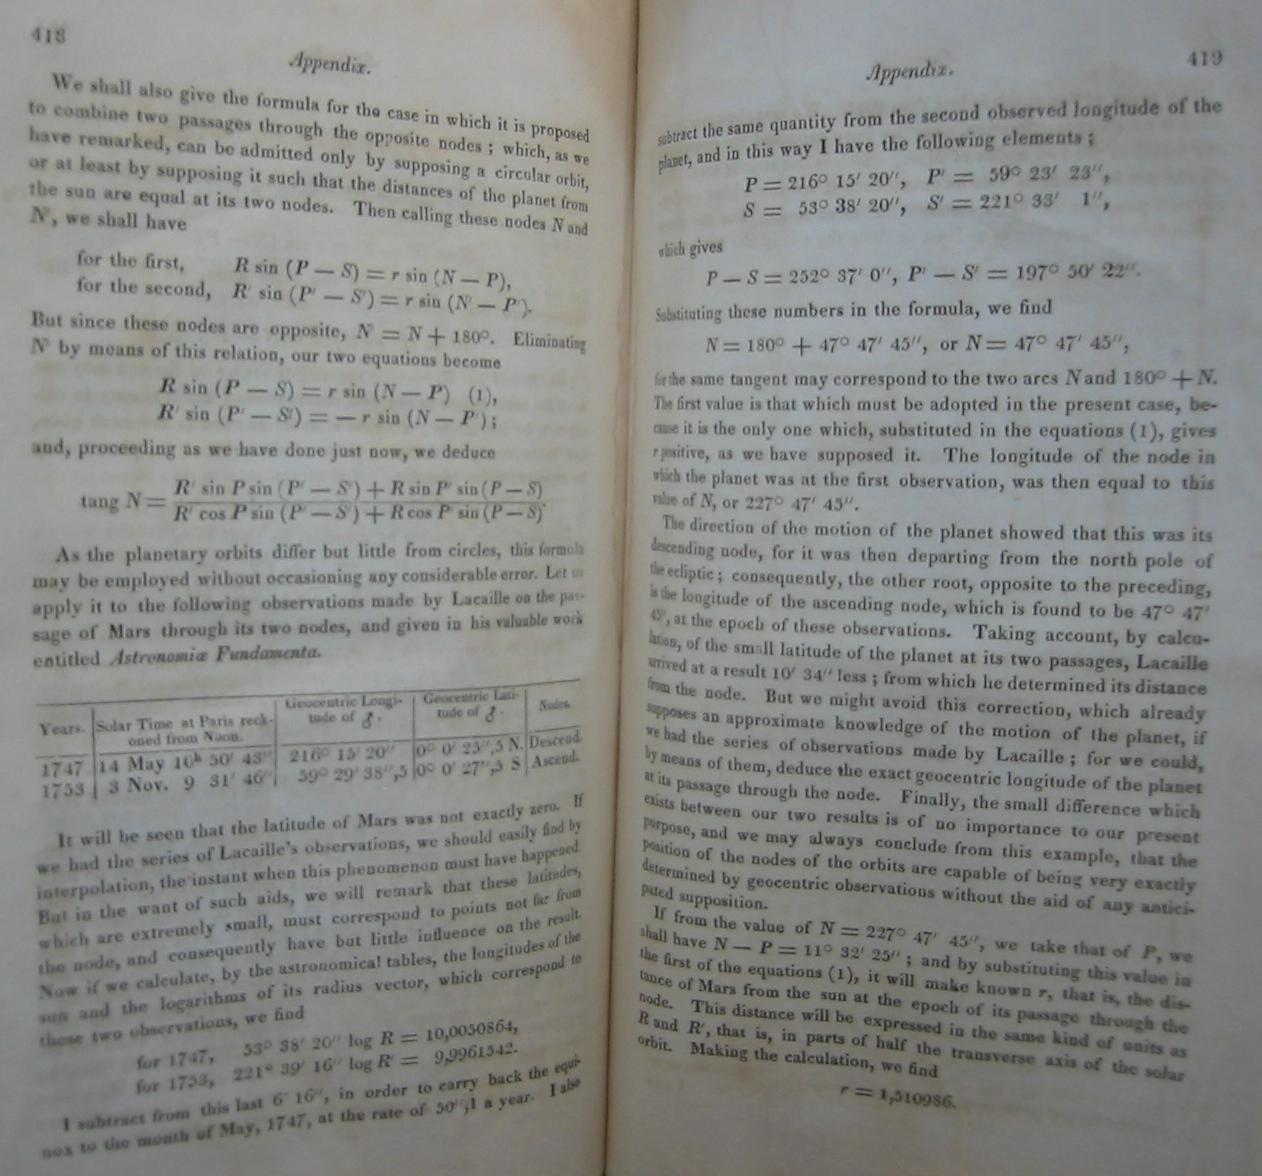 418
Appendix.
We shall also give the formula for the case in which it is proposed
to combine two passages through the opposite nodes ; which, as we
have remarked, can be admitted only by supposing a circular orbit,
or at least by supposing it such that the distances of the planet from
the sun are equal at its two nodes. Then calling these nodes N and
N', we shall have
for the first, R sin (P — S) = r sin (N — P),
for the second, R' sin (P' — S') = r sin (N' — P').
But since these nodes are opposite, N' = N + 180°. Eliminating
N' by means of this relation, our two equations become
R sin (P — S) = r sin (N — P) (1),
R' sin (P' — S') = — r sin (N — P') ;
and, proceeding as we have done just now, we deduce
tang N = R' sin P sin (P' — S') + R sin P' sin (P — S)
R' cos P sin (P' — S') + R cos P' sin (P — S)
As the planetary orbits differ but little from circles, this formula
may be employed without occasioning any considerable error. Let us
apply it to the following observations made by Lacaille on the pas-
sage of Mars through its two nodes, and given in his valuable work
entitled Astronomiæ Fundamenta.
Years. Solar Time at Paris reck- Geocentric Longi- Geocentric Lati- Nodes.
oned from Noon. tude of ♂. tude of ♂.
1747 14 May 10h 50' 43'' 216° 15' 20'' 0° 0' 25'',5 N. Descend.
1753 3 Nov. 9 31' 46'' 59° 29' 38'',5 0° 0' 27'',5 S Ascend.
It will be seen that the latitude of Mars was not exactly zero. If
we had the series of Lacaille's observations, we should easily find by
interpolation, the instant when this phenomenon must have happened.
But in the want of such aids, we will remark that these latitudes,
which are extremely small, must correspond to points not far from
the node, and consequently have but little influence on the result.
Now if we calculate, by the astronomical tables, the longitudes of the
sun and the logarithms of its radius vector, which correspond to
these two observations, we find
for 1747, 53° 38' 20'' log R = 10,0050864,
for 1753, 221° 39' 16'' log R' = 9,9961542.
I subtract from this last 6' 16'', in order to carry back the equi-
nox to the month of May, 1747, at the rate of 50'',1 a year. I also
419
Appendix.
subtract the same quantity from the second observed longitude of the
planet, and in this way I have the following elements ;
P = 216° 15' 20'', P' = 59° 23' 23'',
S = 53° 38' 20'', S' = 221° 33' 1'',
which gives
P — S = 252° 37' 0'', P' — S' = 197° 50' 22''.
Substituting these numbers in the formula, we find
N = 180° + 47° 47' 45'', or N = 47° 47' 45'',
for the same tangent may correspond to the two arcs N and 180° + N.
The first value is that which must be adopted in the present case, be-
cause it is the only one which, substituted in the equations (1), gives
r positive, as we have supposed it. The longitude of the node in
which the planet was at the first observation, was then equal to this
value of N, or 227° 47' 45''.
The direction of the motion of the planet showed that this was its
descending node, for it was then departing from the north pole of
the ecliptic ; consequently, the other root, opposite to the preceding,
is the longitude of the ascending node, which is found to be 47° 47'
45'', at the epoch of these observations. Taking account, by calcu-
lation, of the small latitude of the planet at its two passages, Lacaille
arrived at a result 10' 34'' less ; from which he determined its distance
from the node. But we might avoid this correction, which already
supposes an approximate knowledge of the motion of the planet, if
we had the series of observations made by Lacaille ; for we could,
by means of them, deduce the exact geocentric longitude of the planet
at its passage through the node. Finally, the small difference which
exists between our two results is of no importance to our present
purpose, and we may always conclude from this example, that the
position of the nodes of the orbits are capable of being very exactly
determined by geocentric observations without the aid of any antici-
pated supposition.
If from the value of N = 227° 47' 45'', we take that of P, we
shall have N — P = 11° 32' 25'' ; and by substituting this value in
the first of the equations (1), it will make known r, that is, the dis-
tance of Mars from the sun at the epoch of its passage through the
node. This distance will be expressed in the same kind of units as
R and R', that is, in parts of half the transverse axis of the solar
orbit. Making the calculation, we find
r = 1,510986.